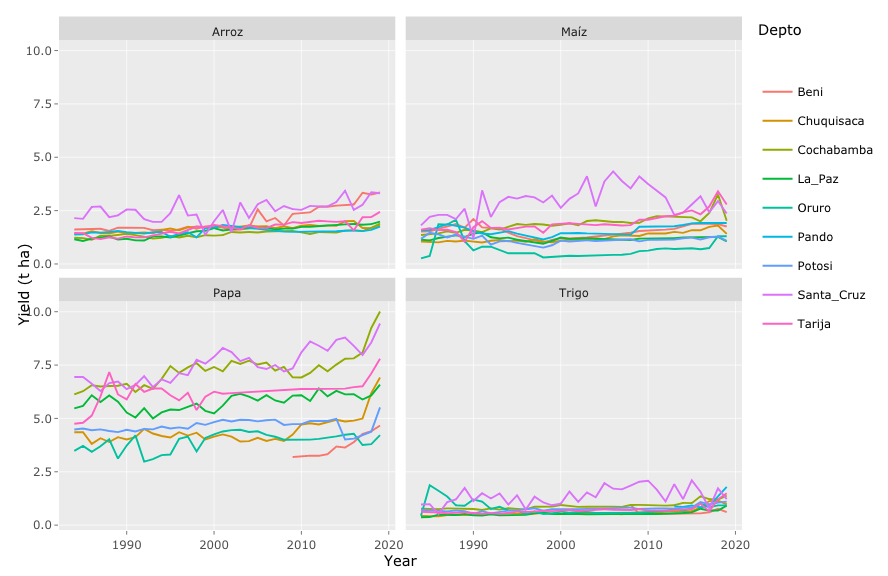 Arroz
Maíz
Depto
10.0
7.5
5.0
2.5
0.0
Beni
Chuquisaca
Cochabamba
La_Paz
Oruro
Pando
Potosi
Santa_Cruz
Tarija
Yield (t ha)
Papa
Trigo
10.0
7.5
5.0
2.5
0.0
1990
2000
2010
2020
1990
2000
2010
2020
Year